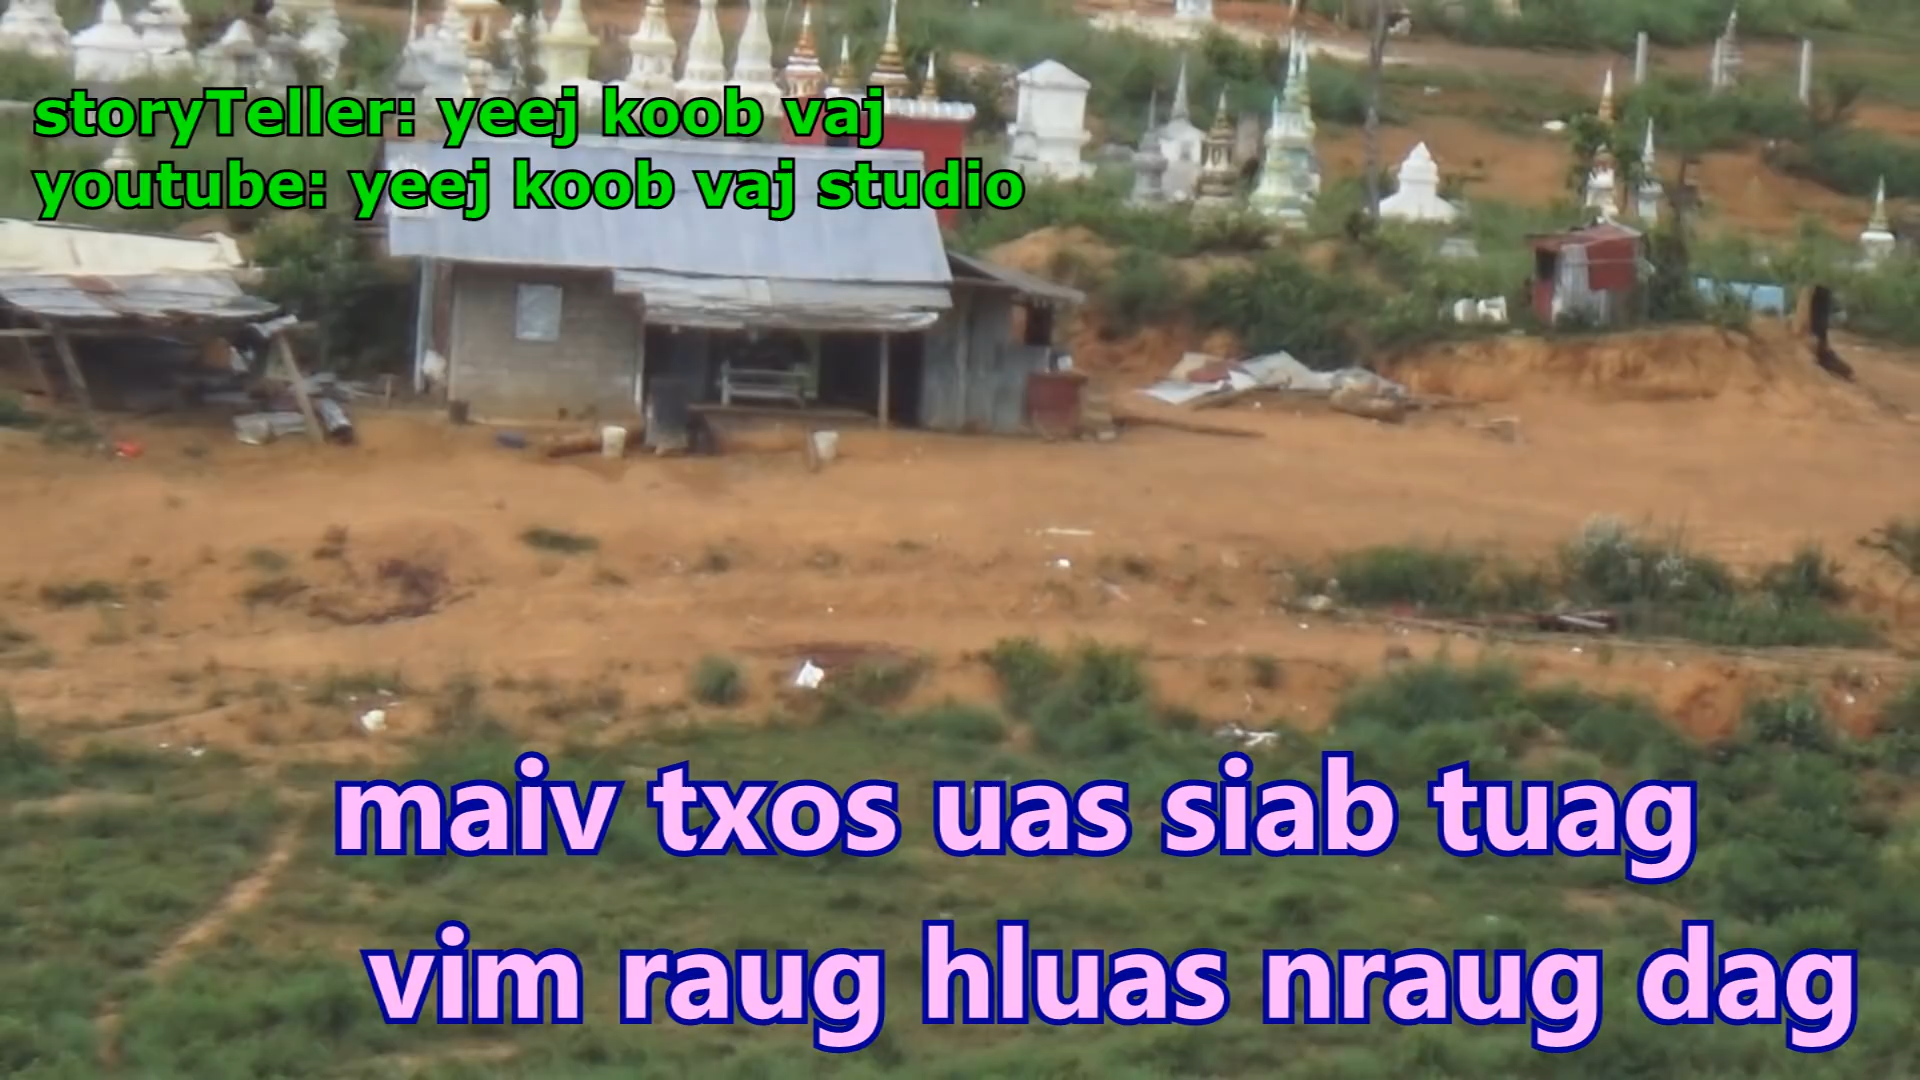 storyTeller: yeej koob vaj
youtube: yeej koob vaj studio
maiv txos uas siab tuag
vim raug hluas nraug dag